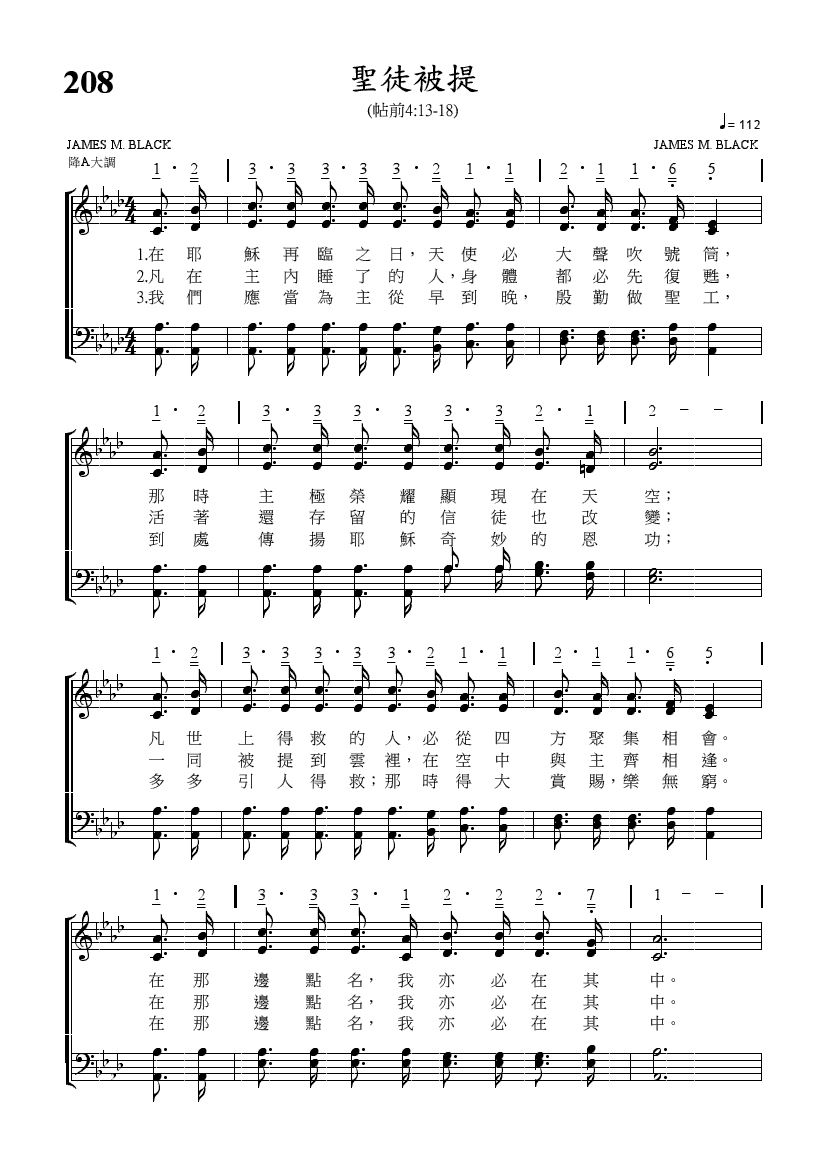 208
聖徒被提
(帖前4:13-18)
= 112
JAMES M. BLACK JAMES M. BLACK
降A大調
1 · 2 | 3 · 3 3 · 3 3 · 2 1 · 1 | 2 · 1 1 · 6 5 · |
4
4
1.在耶穌再臨之日，天使必大聲吹號筒，
2.凡在主內睡了的人，身體都必先復甦，
3.我們應當為主從早到晚，殷勤做聖工，
4
4
1 · 2 | 3 · 3 3 · 3 3 · 3 2 · 1 | 2 – – |
那時主極榮耀顯現在天空；
活著還存留的信徒也改變；
到處傳揚耶穌奇妙的恩功；
1 · 2 | 3 · 3 3 · 3 3 · 2 1 · 1 | 2 · 1 1 · 6 5 |
凡世上得救的人，必從四方聚集相會。
一同被提到雲裡，在空中與主齊相逢。
多多引人得救；那時得大賞賜，樂無窮。
1 · 2 | 3 · 3 3 · 1 2 · 2 2 · 7 | 1 – – |
在那邊點名，我亦必在其中。
在那邊點名，我亦必在其中。
在那邊點名，我亦必在其中。